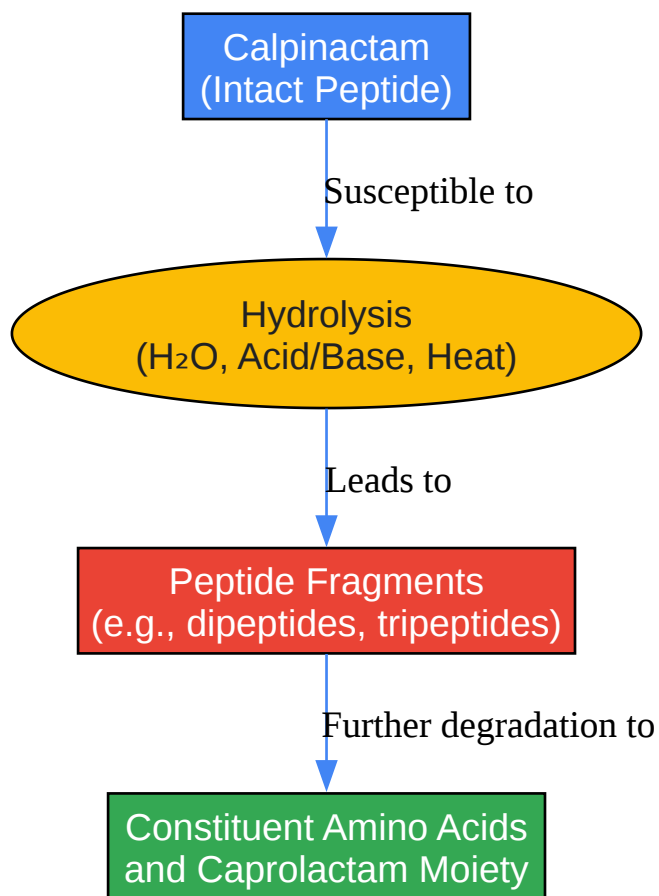 Calpinactam
(Intact Peptide)
Susceptible to
Hydrolysis
(H₂O, Acid/Base, Heat)
Leads to
Peptide Fragments
(e.g., dipeptides, tripeptides)
Further degradation to
Constituent Amino Acids
and Caprolactam Moiety